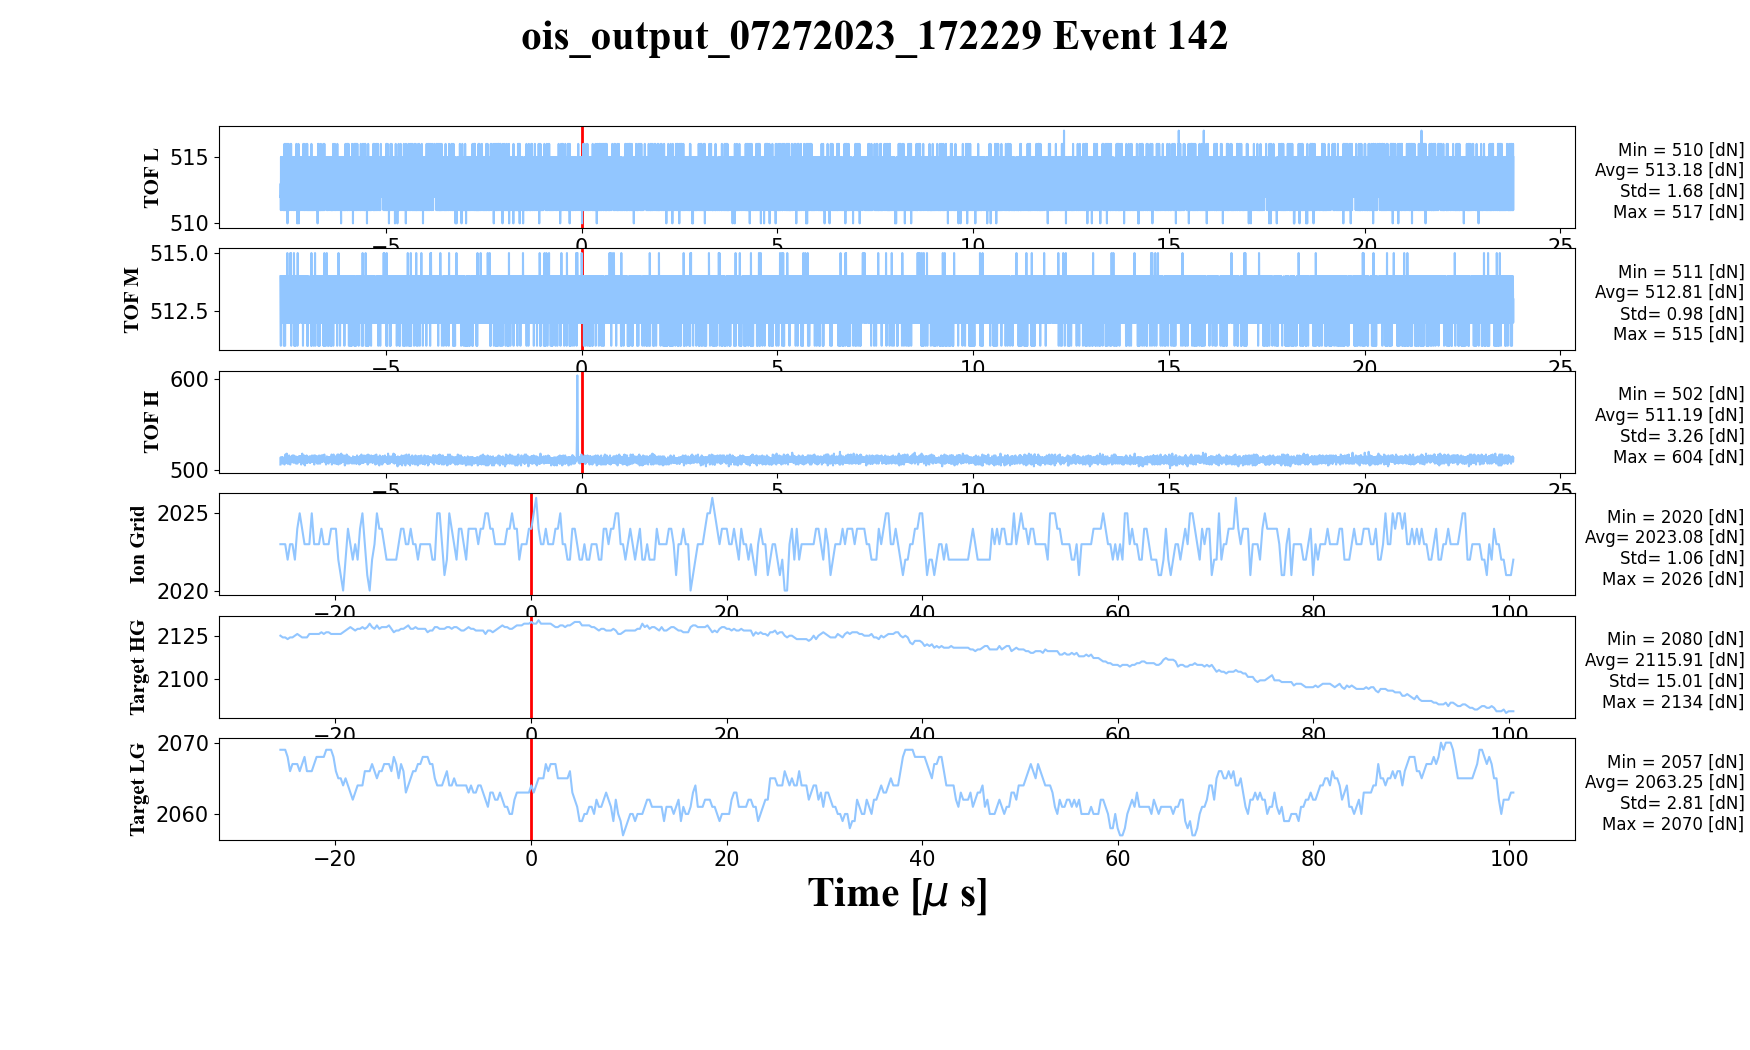 ois_output_07272023_172229 Event 142
TOF L
515
510
−5
0
5
10
15
20
25
Min = 510 [dN]
Avg= 513.18 [dN]
Std= 1.68 [dN]
Max = 517 [dN]
TOF M
515.0
512.5
−5
0
5
10
15
20
25
Min = 511 [dN]
Avg= 512.81 [dN]
Std= 0.98 [dN]
Max = 515 [dN]
TOF H
600
500
−5
0
5
10
15
20
25
Min = 502 [dN]
Avg= 511.19 [dN]
Std= 3.26 [dN]
Max = 604 [dN]
Ion Grid
2025
2020
−20
0
20
40
60
80
100
Min = 2020 [dN]
Avg= 2023.08 [dN]
Std= 1.06 [dN]
Max = 2026 [dN]
Target HG
2125
2100
−20
0
20
40
60
80
100
Min = 2080 [dN]
Avg= 2115.91 [dN]
Std= 15.01 [dN]
Max = 2134 [dN]
Target LG
2070
2060
−20
0
20
40
60
80
100
Min = 2057 [dN]
Avg= 2063.25 [dN]
Std= 2.81 [dN]
Max = 2070 [dN]
Time [μ s]